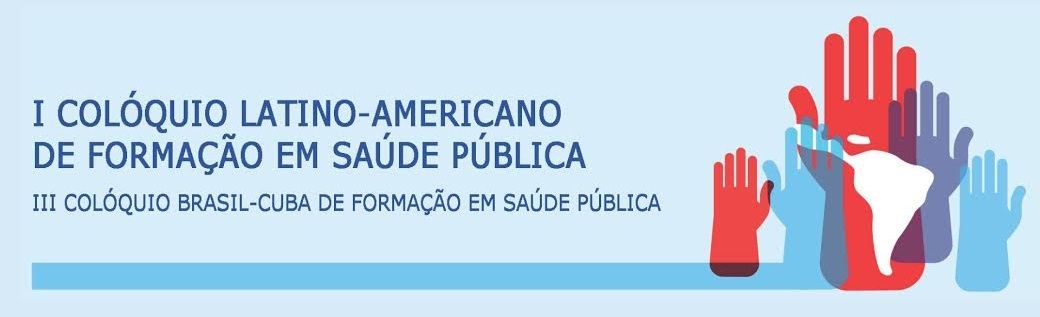 I COLÓQUIO LATINO-AMERICANO
DE FORMAÇÃO EM SAÚDE PÚBLICA
III COLÓQUIO BRASIL-CUBA DE FORMAÇÃO EM SAÚDE PÚBLICA